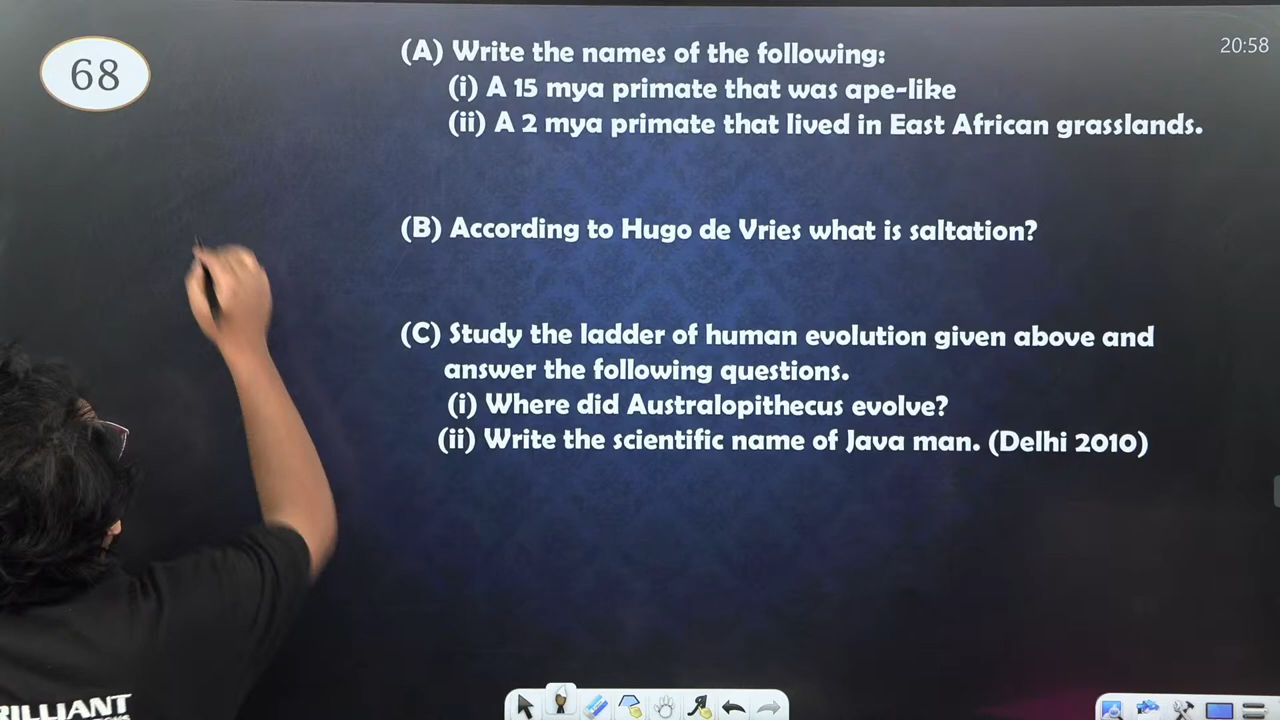 68
20:58
(A) Write the names of the following:
(i) A 15 mya primate that was ape-like
(ii) A 2 mya primate that lived in East African grasslands.
(B) According to Hugo de Vries what is saltation?
(C) Study the ladder of human evolution given above and
answer the following questions.
(i) Where did Australopithecus evolve?
(ii) Write the scientific name of Java man. (Delhi 2010)
RILLIANT